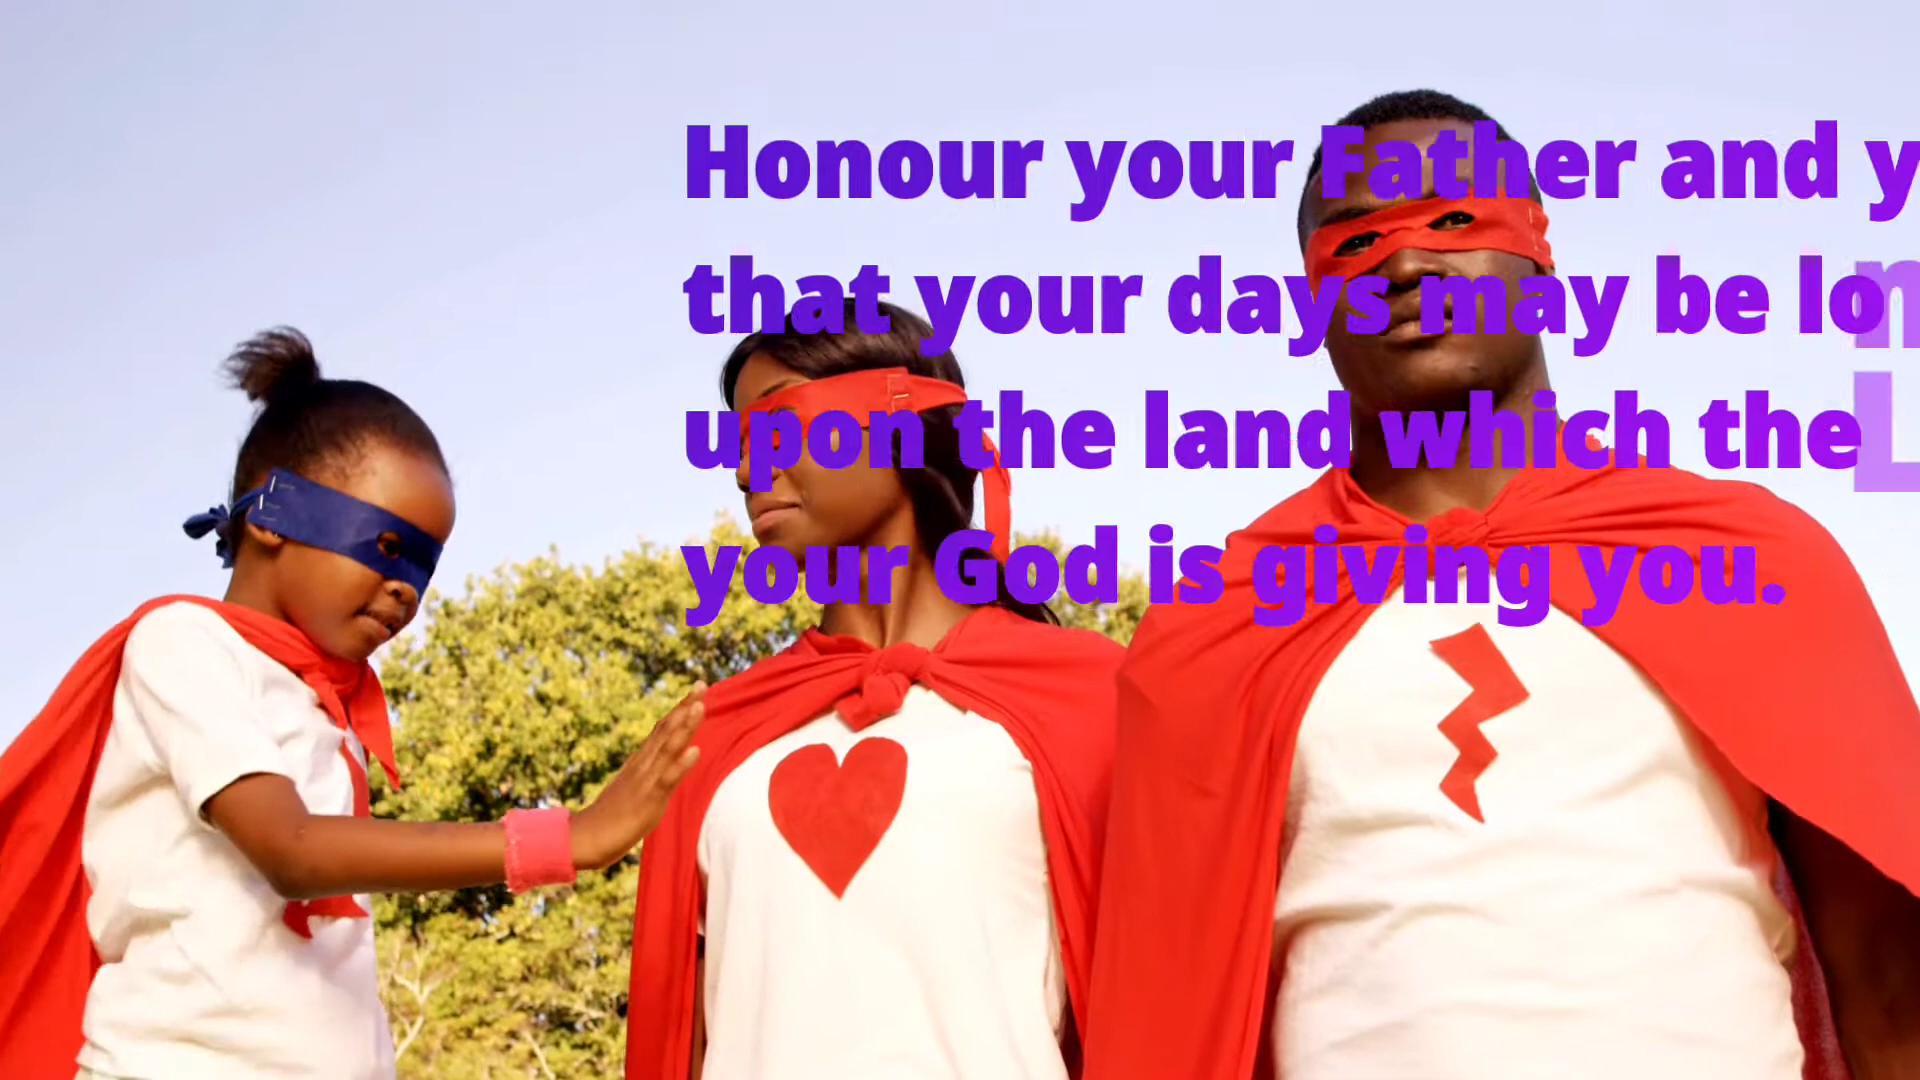 Honour your Father and y
that your days may be lo
upon the land which the
your God is giving you.